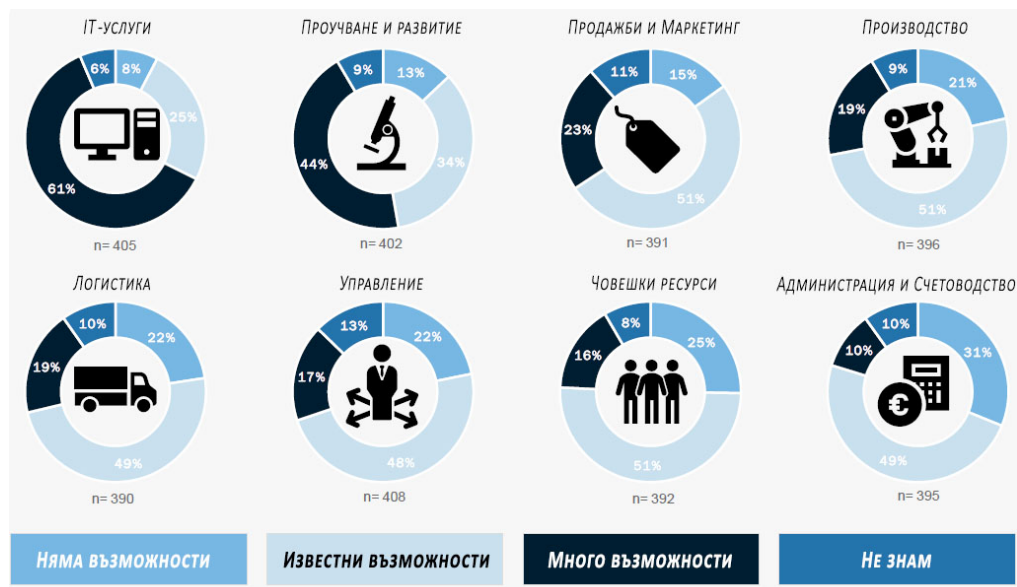 IT-услуги
6%
8%
25%
61%
n= 405
Проучване и развитие
9%
13%
34%
44%
n= 402
Продажби и Маркетинг
11%
15%
23%
51%
n= 391
Производство
9%
21%
19%
51%
n= 396
Логистика
10%
22%
19%
49%
n= 390
Управление
13%
22%
17%
48%
n= 408
Човешки ресурси
8%
25%
16%
51%
n= 392
Администрация и Счетоводство
10%
31%
10%
€
49%
n= 395
Няма възможности
Известни възможности
Много възможности
Не знам